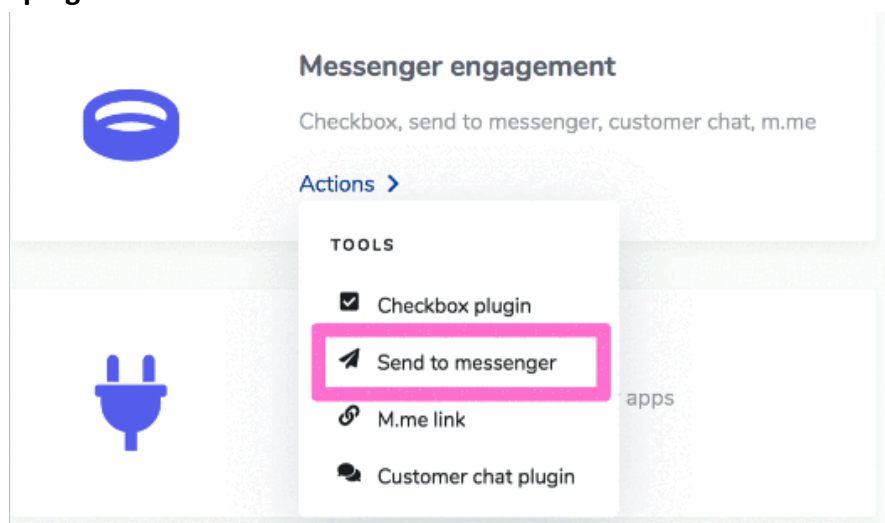 Messenger engagement
Checkbox, send to messenger, customer chat, m.me
Actions
TOOLS
Checkbox plugin
Send to messenger
apps
M.me link
Customer chat plugin